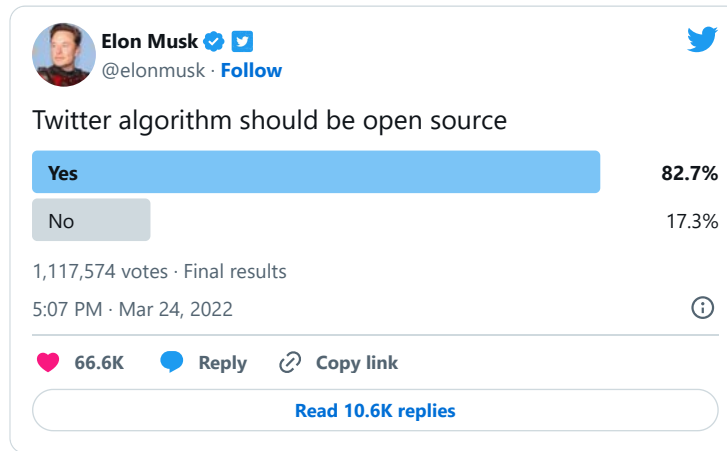 Elon Musk
@elonmusk · Follow
Twitter algorithm should be open source
Yes 82.7%
No 17.3%
1,117,574 votes · Final results
5:07 PM · Mar 24, 2022
66.6K Reply Copy link
Read 10.6K replies